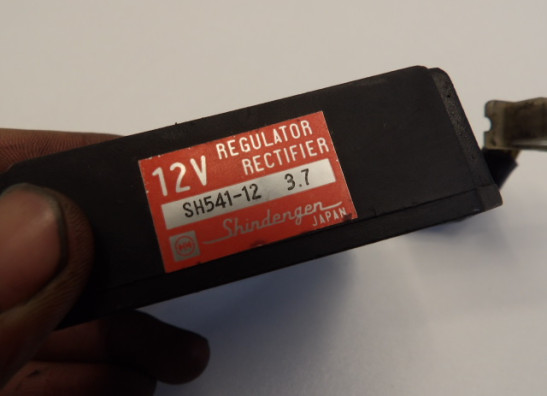 12V REGULATOR
RECTIFIER
SH541-12 3.7
Shindengen
JAPAN